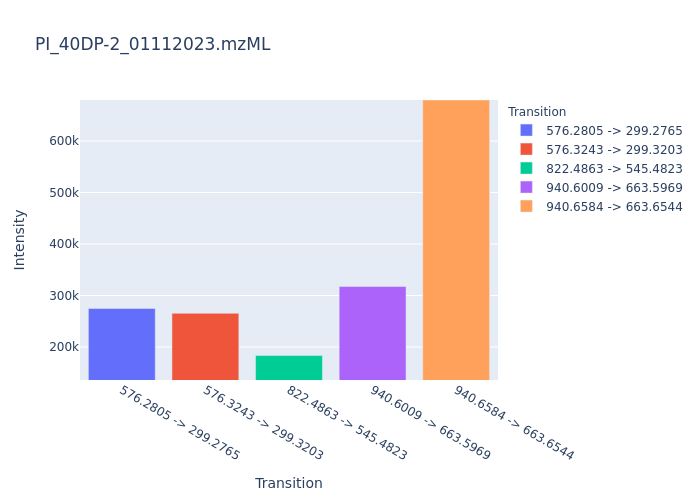 PI_40DP-2_01112023.mzML
Transition
576.2805 -> 299.2765
576.3243 -> 299.3203
822.4863 -> 545.4823
940.6009 -> 663.5969
940.6584 -> 663.6544
Intensity
600k
500k
400k
300k
200k
576.2805 -> 299.2765
576.3243 -> 299.3203
822.4863 -> 545.4823
940.6009 -> 663.5969
940.6584 -> 663.6544
Transition